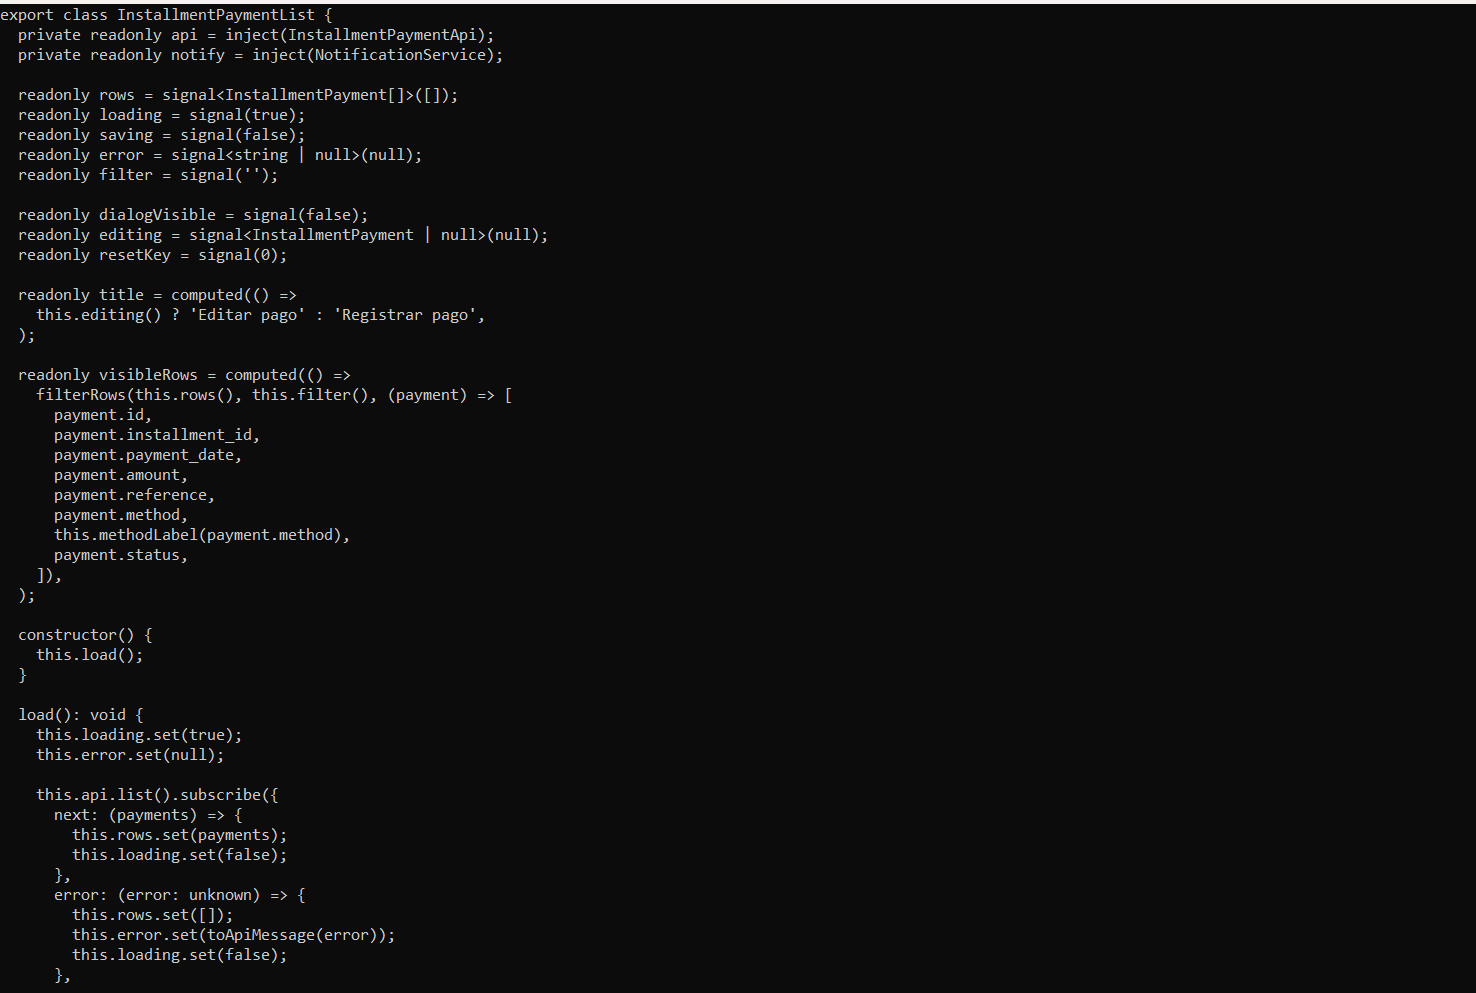 export class InstallmentPaymentList {
  private readonly api = inject(InstallmentPaymentApi);
  private readonly notify = inject(NotificationService);

  readonly rows = signal<InstallmentPayment[]>([]);
  readonly loading = signal(true);
  readonly saving = signal(false);
  readonly error = signal<string | null>(null);
  readonly filter = signal('');

  readonly dialogVisible = signal(false);
  readonly editing = signal<InstallmentPayment | null>(null);
  readonly resetKey = signal(0);

  readonly title = computed(() =>
    this.editing() ? 'Editar pago' : 'Registrar pago',
  );

  readonly visibleRows = computed(() =>
    filterRows(this.rows(), this.filter(), (payment) => [
      payment.id,
      payment.installment_id,
      payment.payment_date,
      payment.amount,
      payment.reference,
      payment.method,
      this.methodLabel(payment.method),
      payment.status,
    ]),
  );

  constructor() {
    this.load();
  }

  load(): void {
    this.loading.set(true);
    this.error.set(null);

    this.api.list().subscribe({
      next: (payments) => {
        this.rows.set(payments);
        this.loading.set(false);
      },
      error: (error: unknown) => {
        this.rows.set([]);
        this.error.set(toApiMessage(error));
        this.loading.set(false);
      },